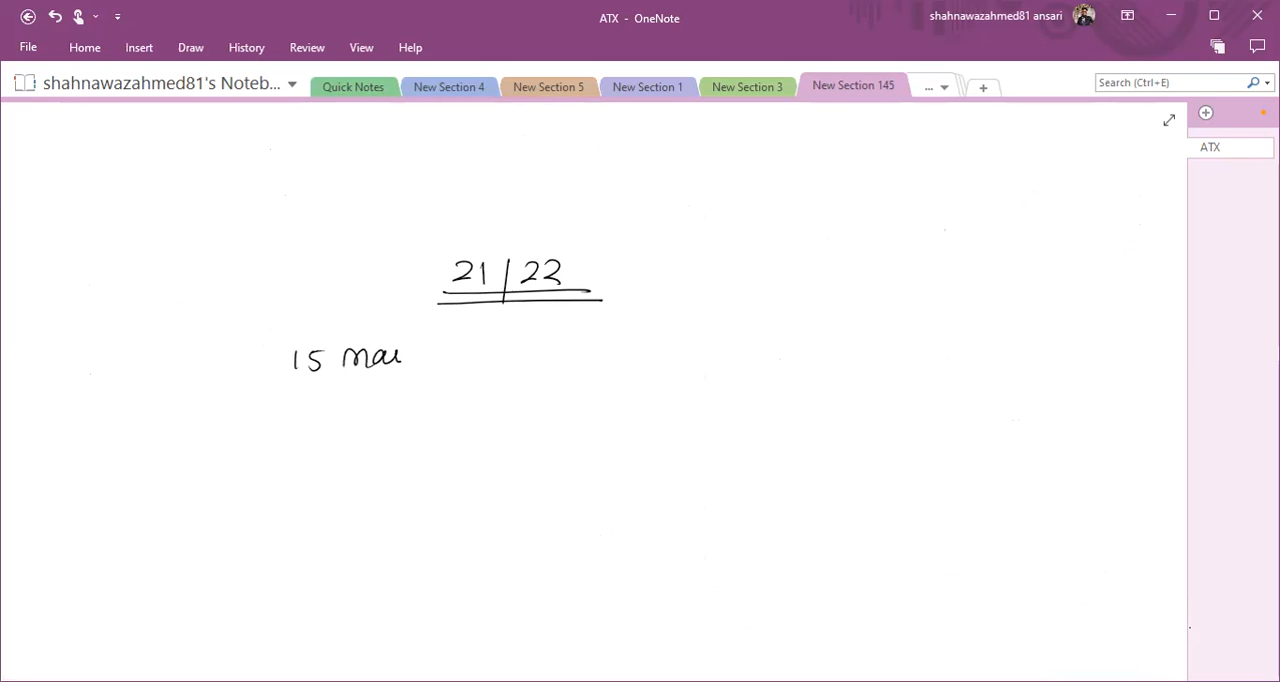 ATX - OneNote
shahnawazahmed81 ansari
File Home Insert Draw History Review View Help
shahnawazahmed81's Noteb...
Quick Notes New Section 4 New Section 5 New Section 1 New Section 3 New Section 145 ...
Search (Ctrl+E)
ATX
21 | 22
15 Mar